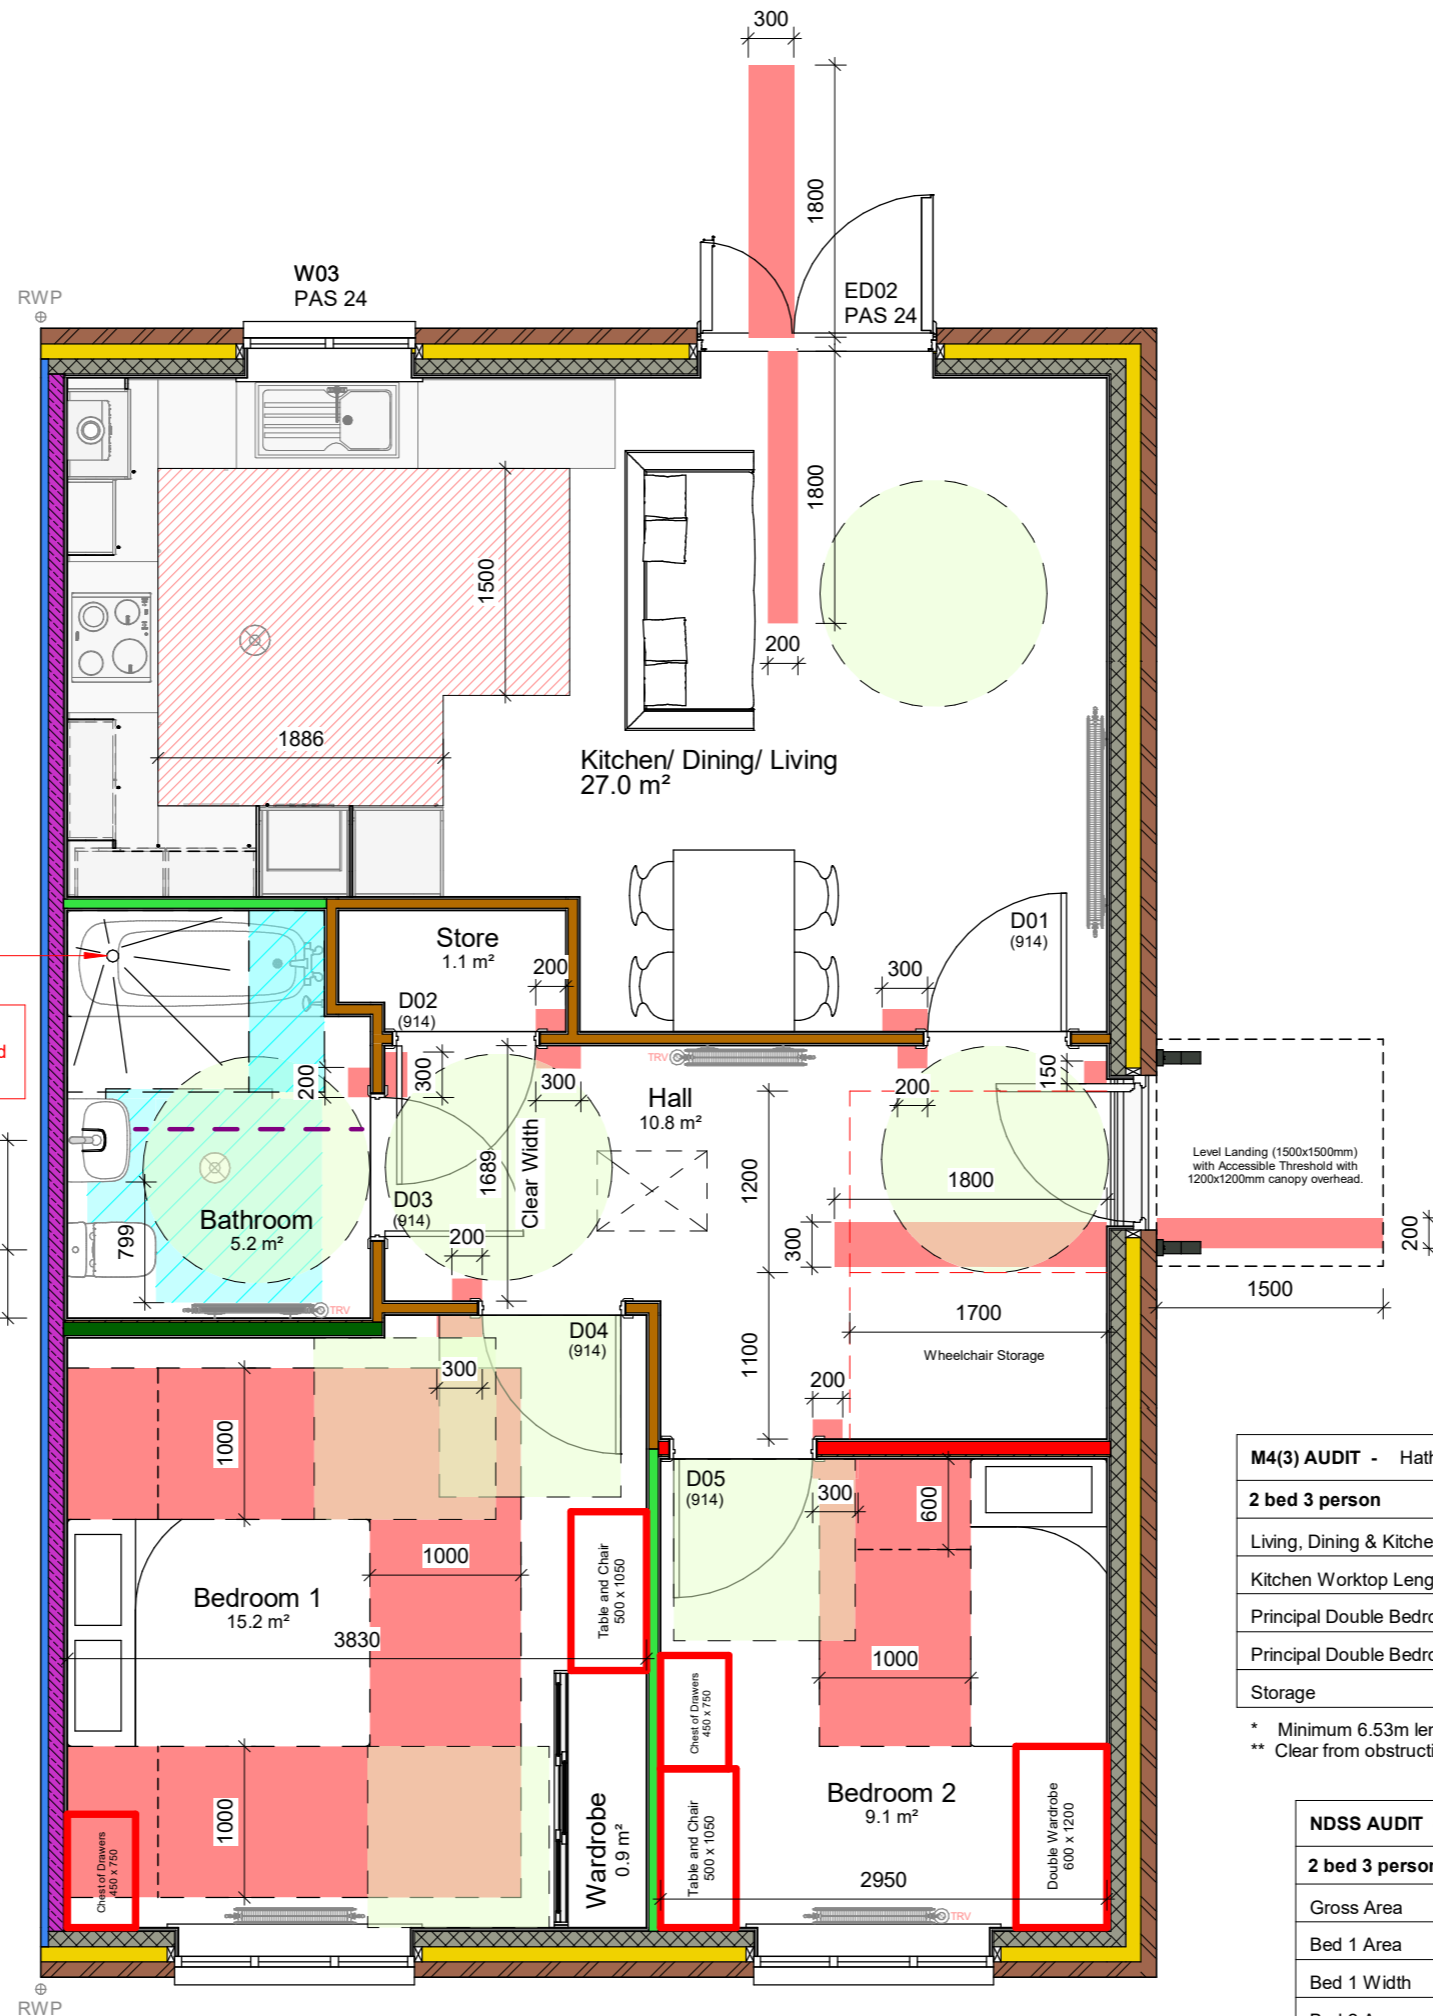 300
1800
W03
PAS 24
RWP
ED02
PAS 24
1500
1800
200
1886
Kitchen/ Dining/ Living
27.0 m²
Store
1.1 m²
200
D01
(914)
300
D02
(914)
d
200
300
300
TRV
Hall
10.8 m²
200
150
1689
Clear Width
1200
1800
Level Landing (1500x1500mm)
with Accessible Threshold with
1200x1200mm canopy overhead.
Bathroom
5.2 m²
799
D03
(914)
200
300
200
1500
TRV
1700
1100
Wheelchair Storage
D04
(914)
300
200
1000
D05
(914)
300
600
M4(3) AUDIT - Hath
2 bed 3 person
Living, Dining & Kitche
Kitchen Worktop Leng
Principal Double Bedro
Principal Double Bedro
Storage
* Minimum 6.53m len
** Clear from obstructi
1000
Table and Chair
500 x 1050
Bedroom 1
15.2 m²
3830
1000
Chest of Drawers
450 x 750
1000
Chest of Drawers
450 x 750
Wardrobe
0.9 m²
Table and Chair
500 x 1050
Bedroom 2
9.1 m²
Double Wardrobe
600 x 1200
2950
TRV
NDSS AUDIT
2 bed 3 person
Gross Area
Bed 1 Area
Bed 1 Width
RWP